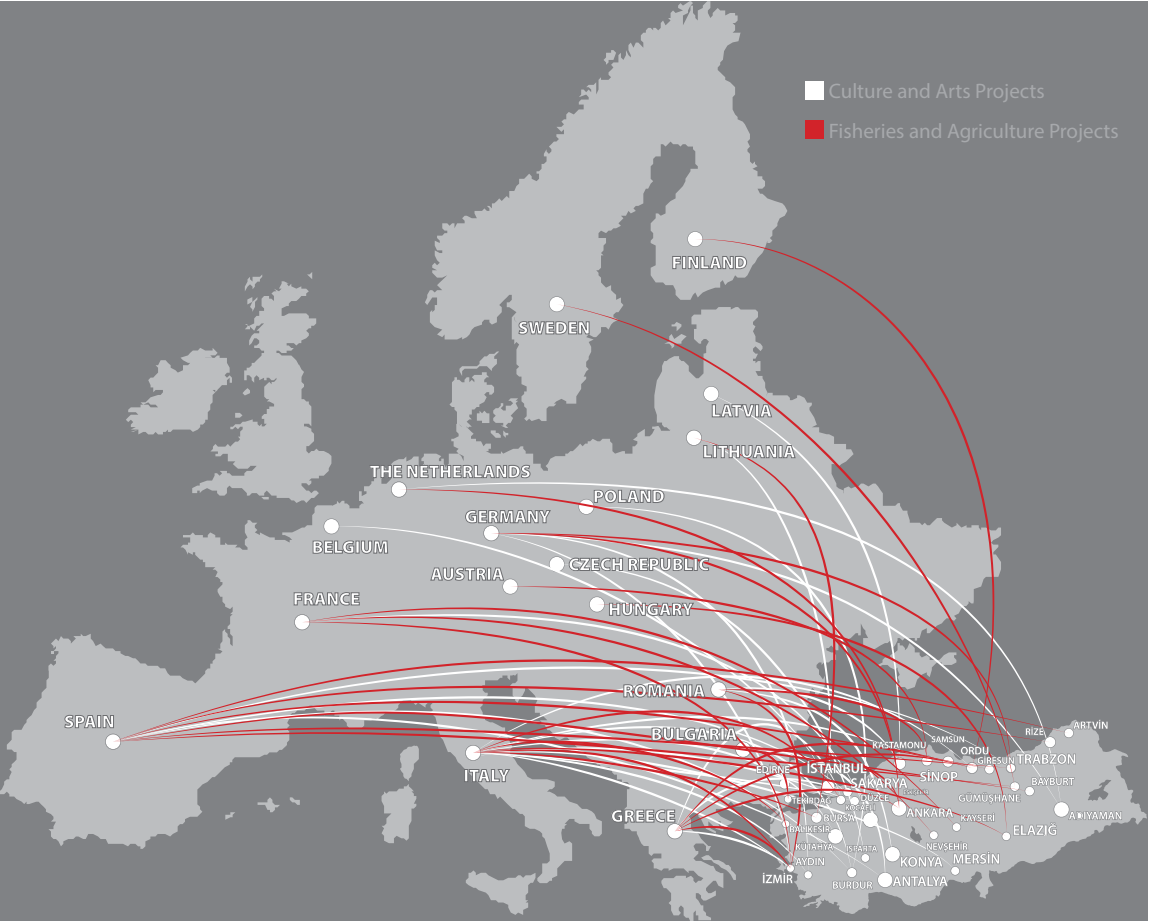 Culture and Arts Projects
Fisheries and Agriculture Projects
FINLAND
SWEDEN
LATVIA
LITHUANIA
THE NETHERLANDS
POLAND
GERMANY
BELGIUM
CZECH REPUBLIC
AUSTRIA
FRANCE
HUNGARY
ROMANIA
SPAIN
BULGARIA
ITALY
GREECE
ARTVİN
RİZE
SAMSUN
KASTAMONU
ORDU
GİRESUN
TRABZON
EDİRNE
İSTANBUL
SİNOP
SAKARYA
BAYBURT
TEKİRDAĞ
KOCAELİ
DÜZCE
GÜMÜŞHANE
ANKARA
BURSA
KAYSERİ
ADIYAMAN
BALIKESİR
ELAZIĞ
KÜTAHYA
ISPARTA
NEVŞEHİR
AYDIN
KONYA
MERSİN
İZMİR
BURDUR
ANTALYA